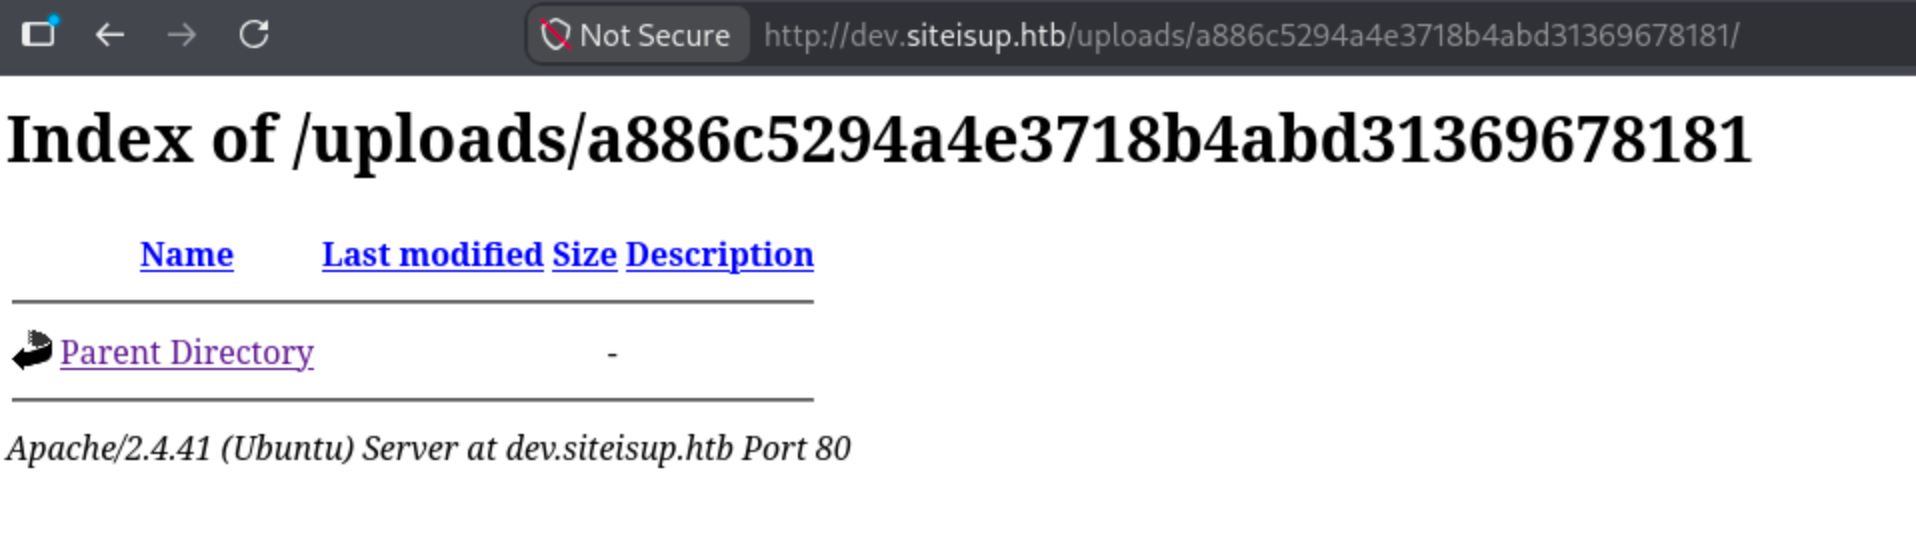 Not Secure http://dev.siteisup.htb/uploads/a886c5294a4e3718b4abd31369678181/
Index of /uploads/a886c5294a4e3718b4abd31369678181
Name Last modified Size Description
Parent Directory -
Apache/2.4.41 (Ubuntu) Server at dev.siteisup.htb Port 80